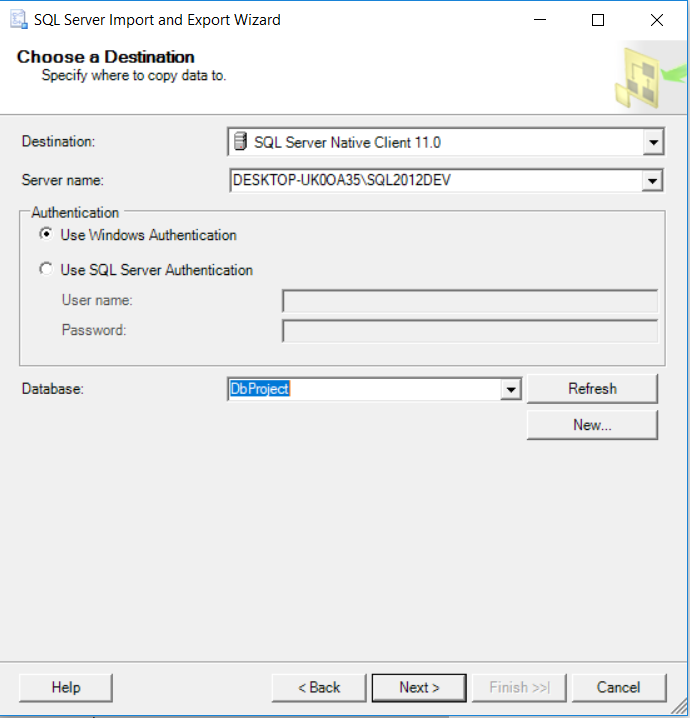 SQL Server Import and Export Wizard
Choose a Destination
Specify where to copy data to.
Destination:
SQL Server Native Client 11.0
Server name:
DESKTOP-UK0OA35\SQL2012DEV
Authentication
Use Windows Authentication
Use SQL Server Authentication
User name:
Password:
Database:
DbProject
Refresh
New...
Help
< Back
Next >
Finish >>|
Cancel